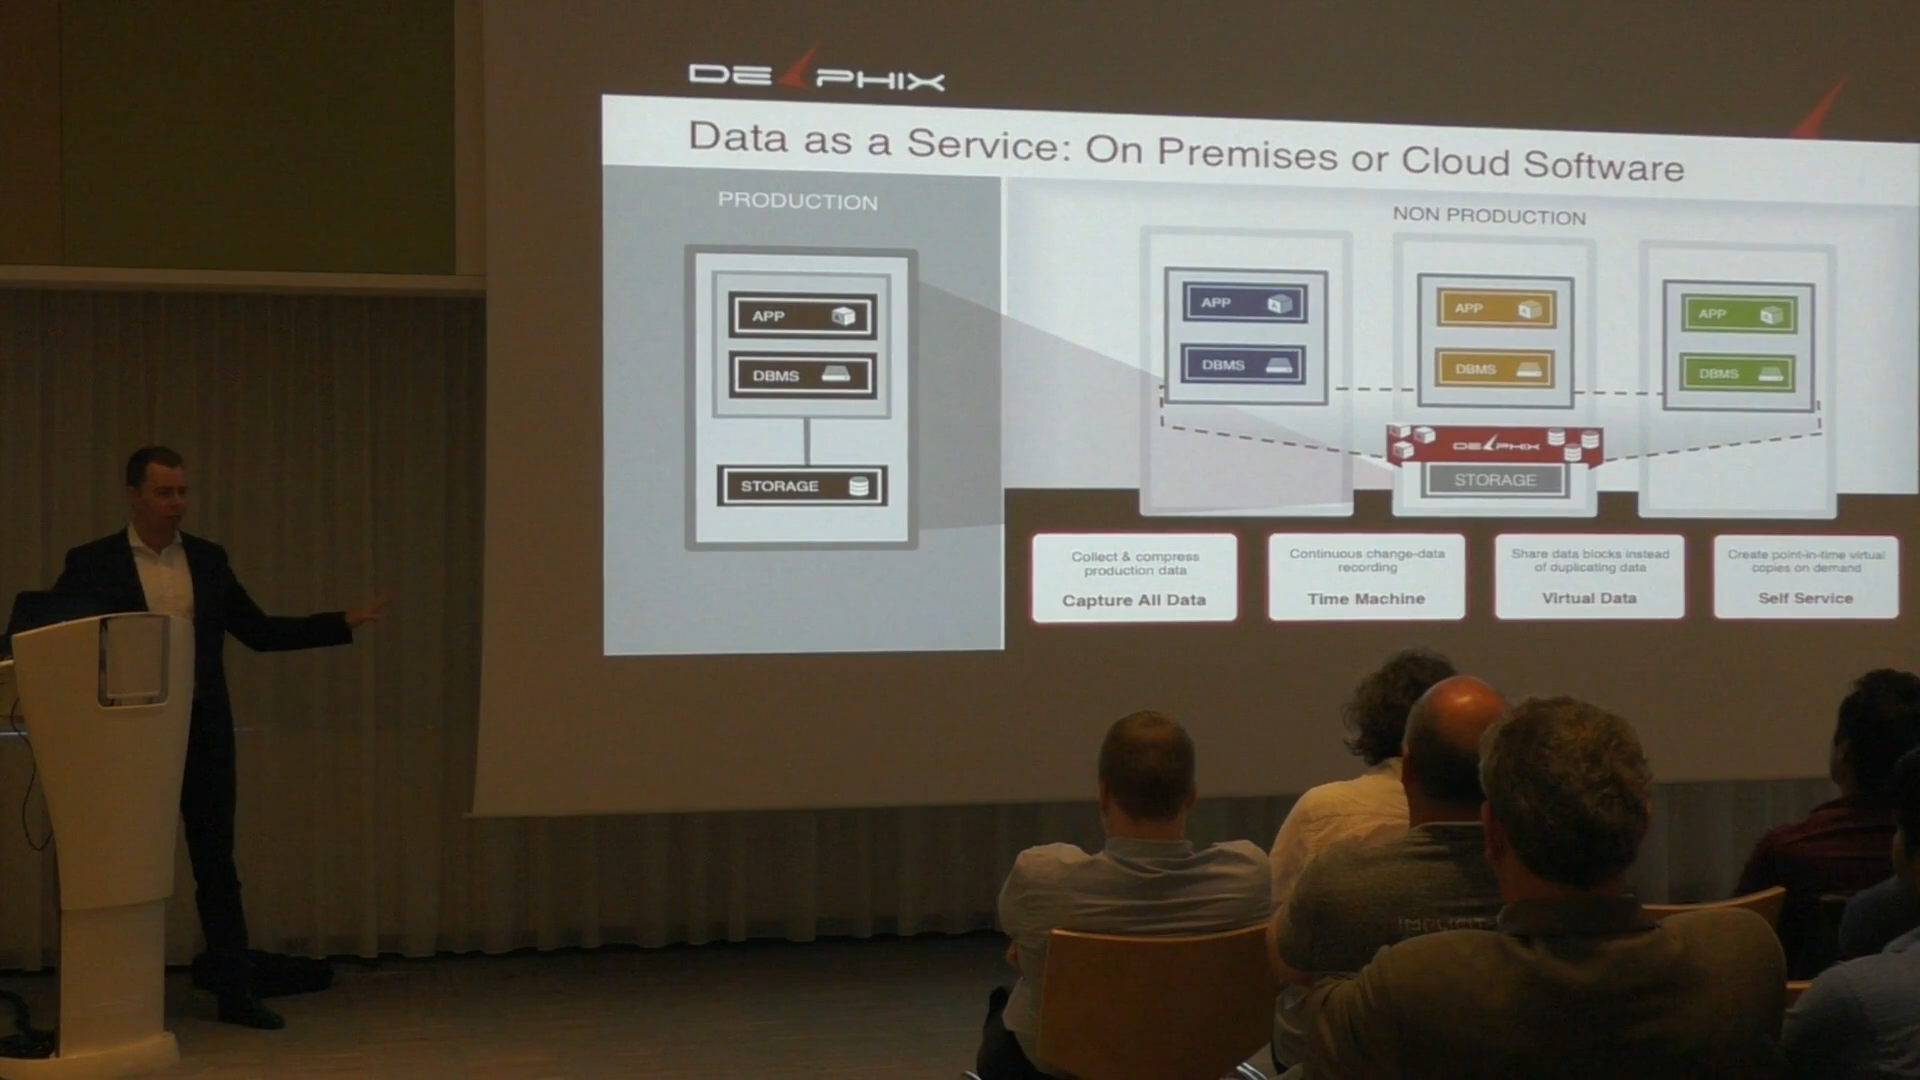 DELPHIX
Data as a Service: On Premises or Cloud Software
PRODUCTION
APP
DBMS
STORAGE
NON PRODUCTION
APP
DBMS
APP
DBMS
APP
DBMS
DELPHIX
STORAGE
Collect & compress
production data
Capture All Data
Continuous change-data
recording
Time Machine
Share data blocks instead
of duplicating data
Virtual Data
Create point-in-time virtual
copies on demand
Self Service